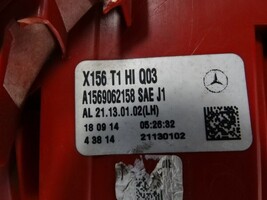 X156 T1 HI Q03
A1569062158 SAE J1
AL 21.13.01.02(LH)
18 09 14 05:26:32
4 38 14 21130102